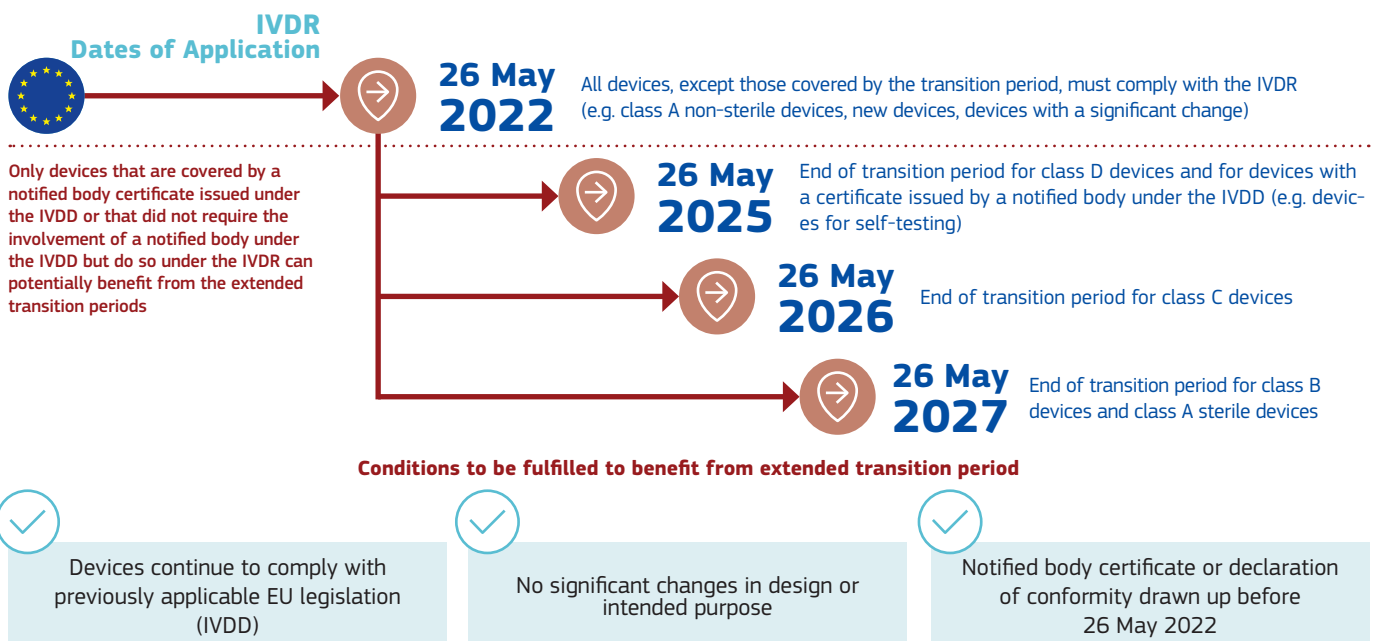 IVDR
Dates of Application
26 May
2022
All devices, except those covered by the transition period, must comply with the IVDR
(e.g. class A non-sterile devices, new devices, devices with a significant change)
Only devices that are covered by a
notified body certificate issued under
the IVDD or that did not require the
involvement of a notified body under
the IVDD but do so under the IVDR can
potentially benefit from the extended
transition periods
26 May
2025
End of transition period for class D devices and for devices with
a certificate issued by a notified body under the IVDD (e.g. devic-
es for self-testing)
26 May
2026
End of transition period for class C devices
26 May
2027
End of transition period for class B
devices and class A sterile devices
Conditions to be fulfilled to benefit from extended transition period
Devices continue to comply with
previously applicable EU legislation
(IVDD)
No significant changes in design or
intended purpose
Notified body certificate or declaration
of conformity drawn up before
26 May 2022